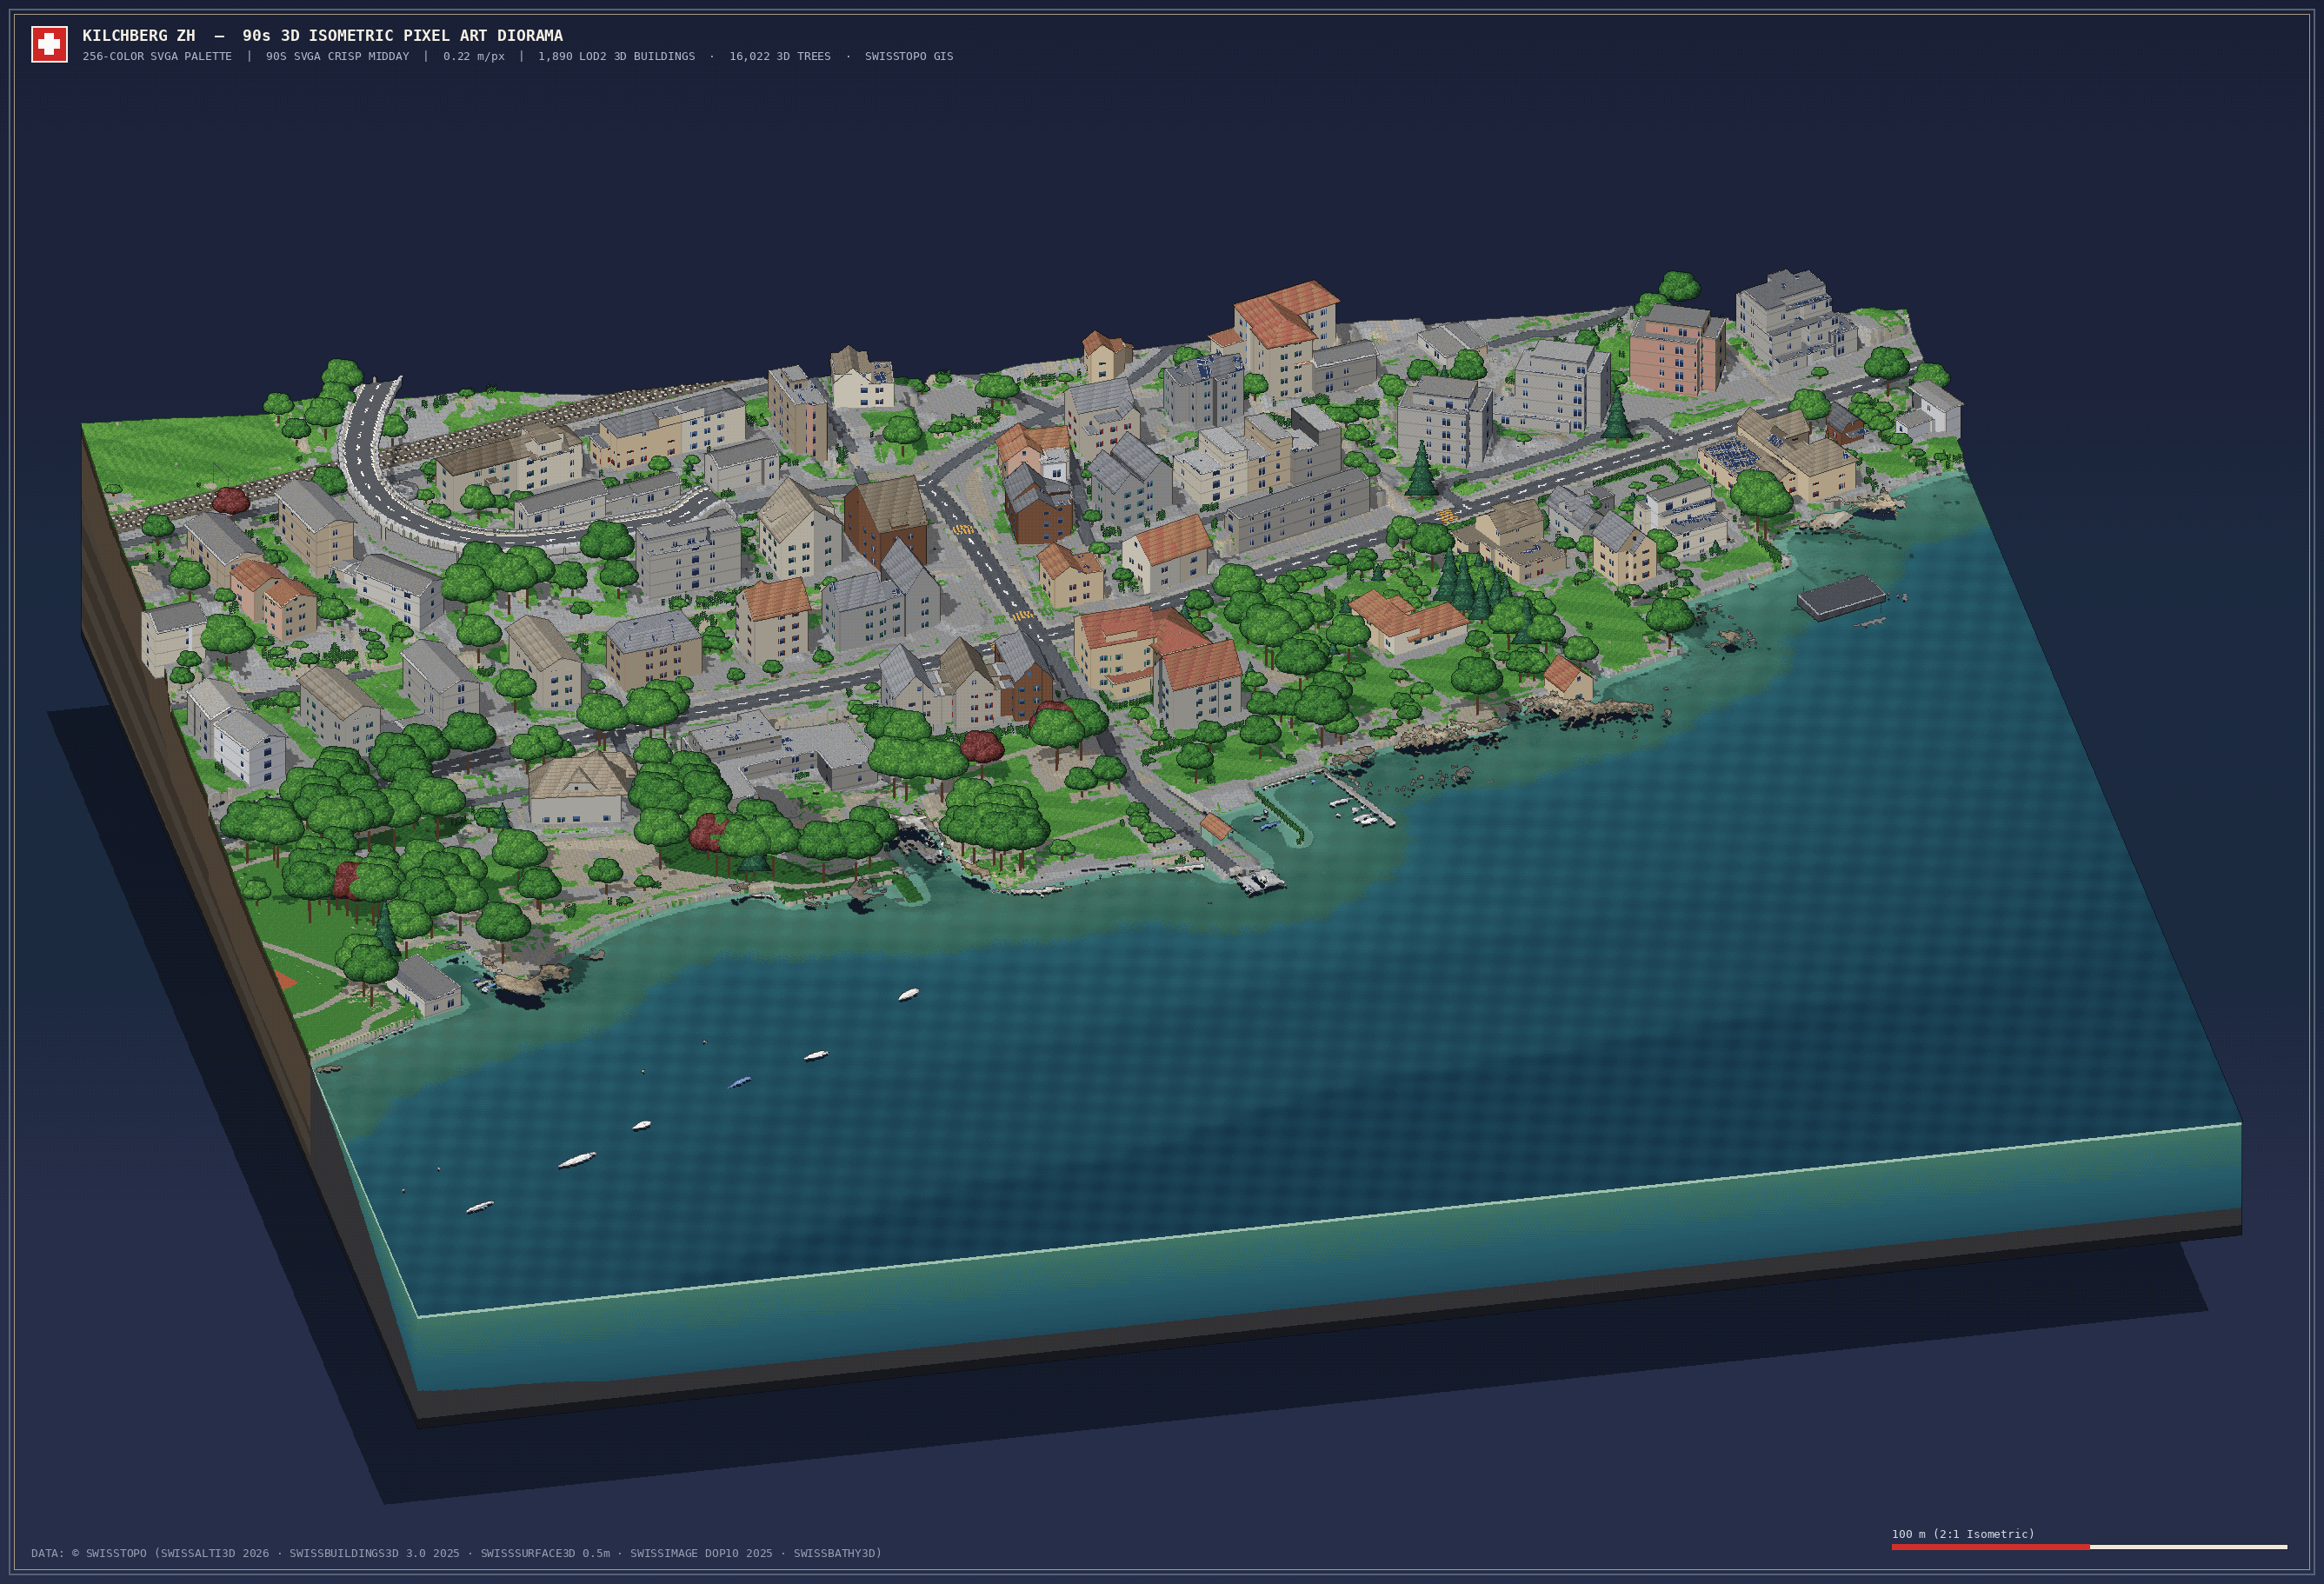 KILCHBERG ZH — 90s 3D ISOMETRIC PIXEL ART DIORAMA
256-COLOR SVGA PALETTE | 90S SVGA CRISP MIDDAY | 0.22 m/px | 1,890 LOD2 3D BUILDINGS · 16,022 3D TREES · SWISSTOPO GIS
100 m (2:1 Isometric)
DATA: © SWISSTOPO (SWISSALTI3D 2026 · SWISSBUILDINGS3D 3.0 2025 · SWISSSURFACE3D 0.5m · SWISSIMAGE DOP10 2025 · SWISSBATHY3D)